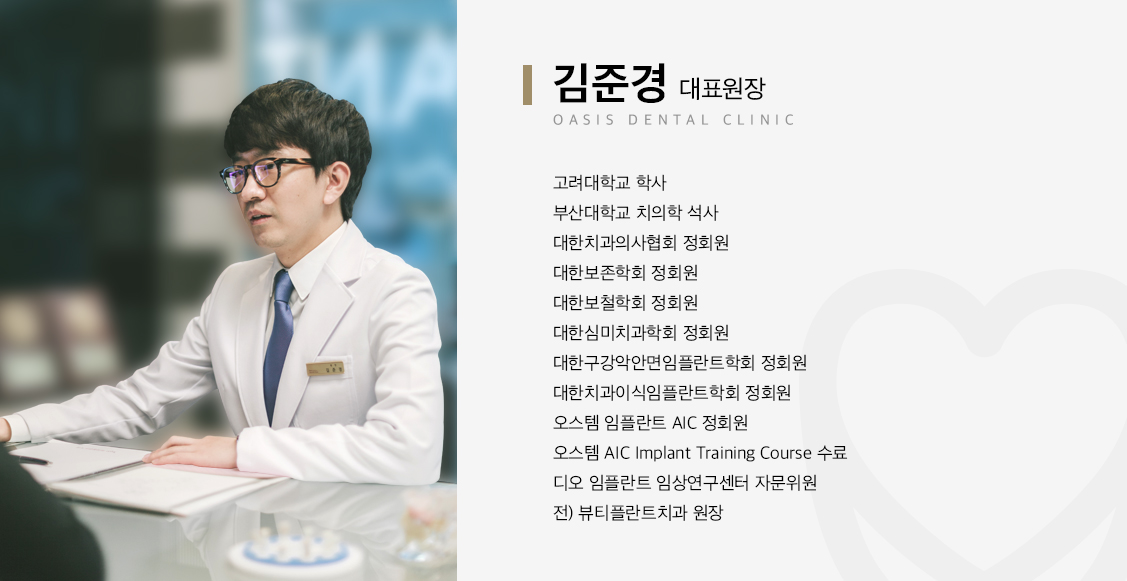 김준경 대표원장
OASIS DENTAL CLINIC
고려대학교 학사
부산대학교 치의학 석사
대한치과의사협회 정회원
대한보존학회 정회원
대한보철학회 정회원
대한심미치과학회 정회원
대한구강악안면임플란트학회 정회원
대한치과이식임플란트학회 정회원
오스템 임플란트 AIC 정회원
오스템 AIC Implant Training Course 수료
디오 임플란트 임상연구센터 자문위원
전) 뷰티플란트치과 원장